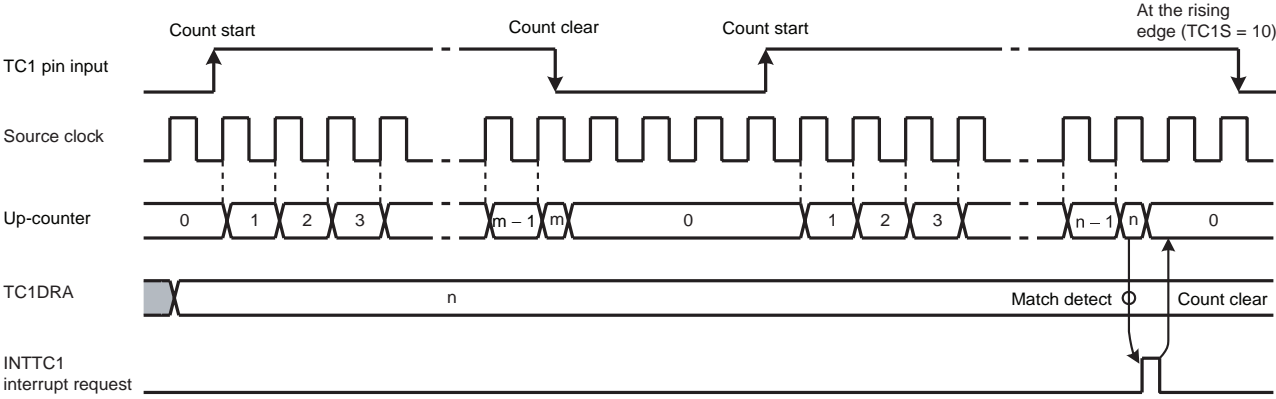 Count start
Count clear
Count start
At the rising
edge (TC1S = 10)
TC1 pin input
Source clock
Up-counter
0 1 2 3 m – 1 m 0 1 2 3 n – 1 n 0
TC1DRA
n
Match detect
Count clear
INTTC1
interrupt request